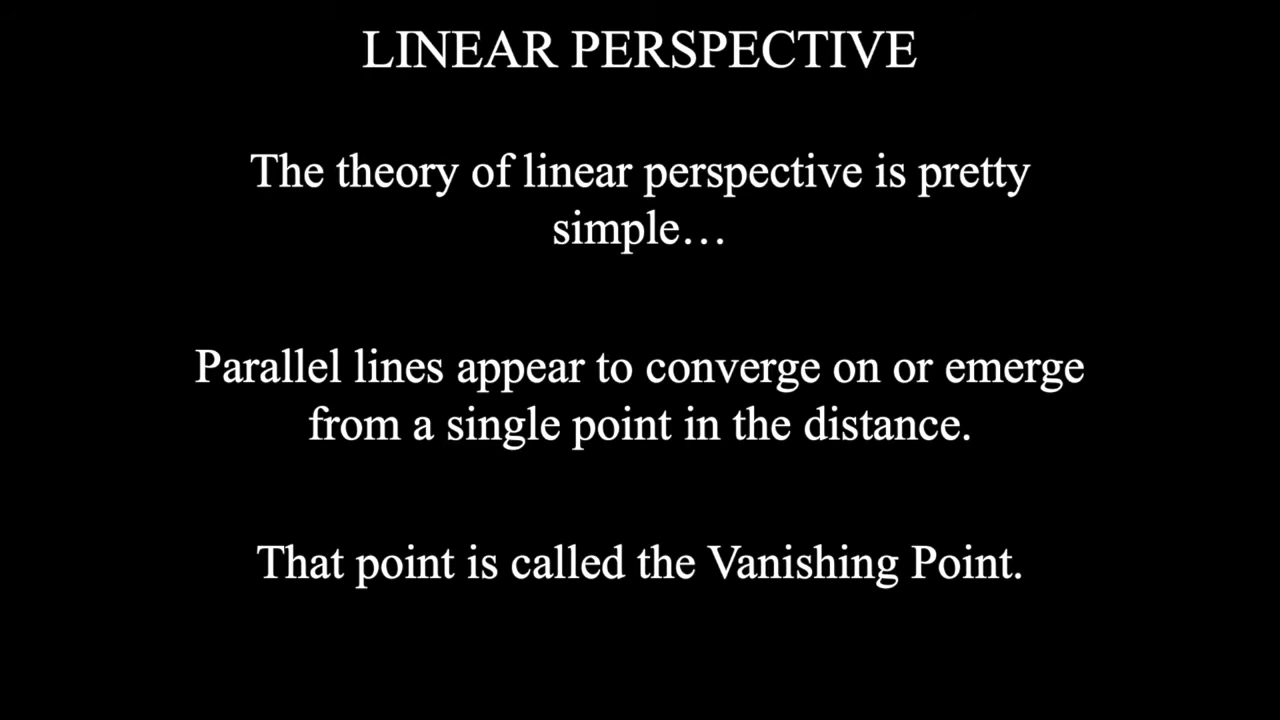 LINEAR PERSPECTIVE
The theory of linear perspective is pretty
simple…
Parallel lines appear to converge on or emerge
from a single point in the distance.
That point is called the Vanishing Point.